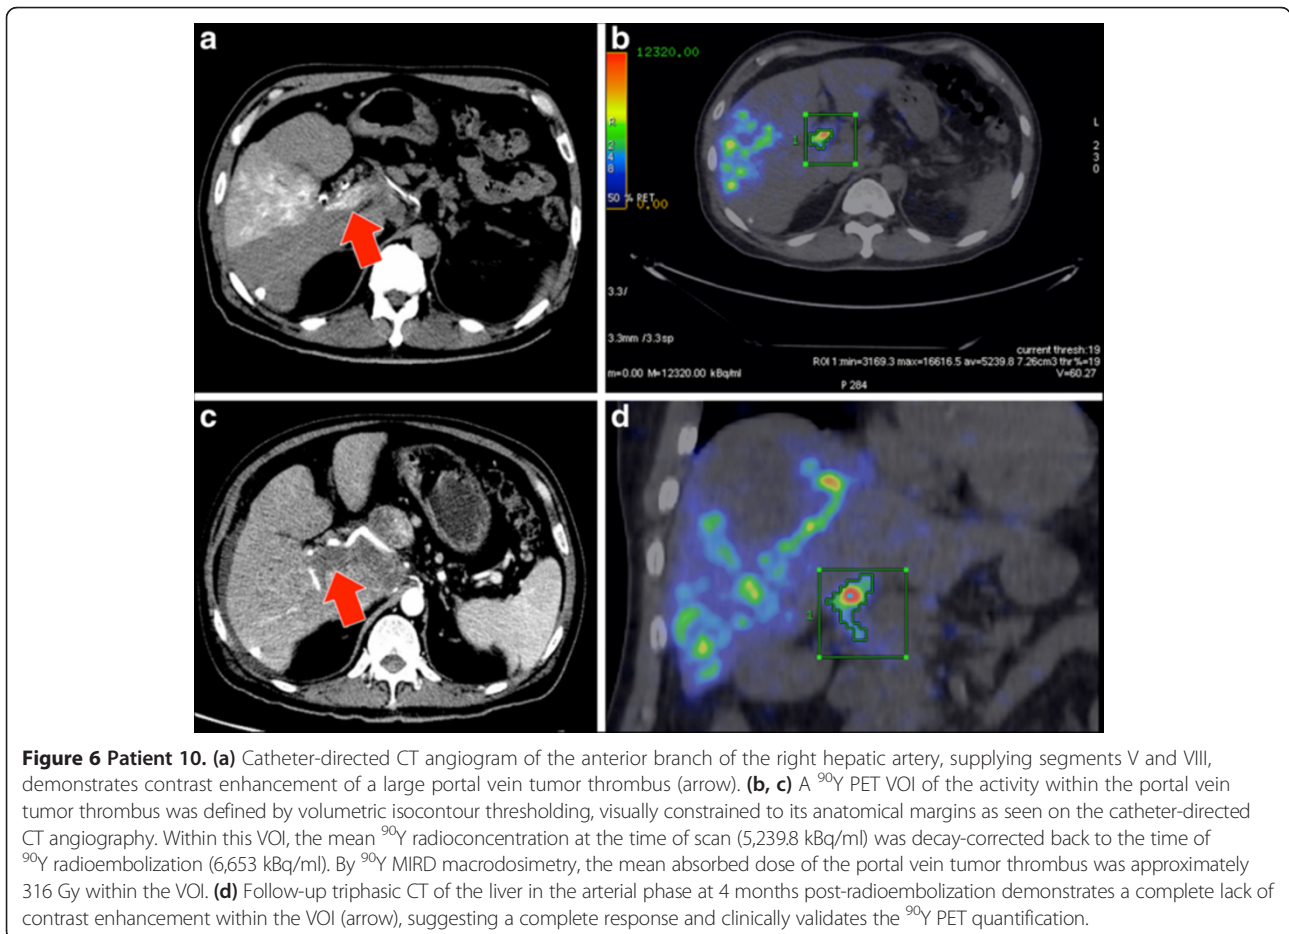 a
b
12320.00
R
2
4
8
L
2
3
0
1
50 % RET
0.00
3.3/
3.3mm /3.3sp
current thresh:19
ROI 1:min=3169.3 max=16616.5 av=5239.8 7.26cm3 thr%=19
m=0.00 M=12320.00 kBq/ml
V=60.27
P 284
c
d
1
Figure 6 Patient 10. (a) Catheter-directed CT angiogram of the anterior branch of the right hepatic artery, supplying segments V and VIII,
demonstrates contrast enhancement of a large portal vein tumor thrombus (arrow). (b, c) A ⁹⁰Y PET VOI of the activity within the portal vein
tumor thrombus was defined by volumetric isocontour thresholding, visually constrained to its anatomical margins as seen on the catheter-directed
CT angiography. Within this VOI, the mean ⁹⁰Y radioconcentration at the time of scan (5,239.8 kBq/ml) was decay-corrected back to the time of
⁹⁰Y radioembolization (6,653 kBq/ml). By ⁹⁰Y MIRD macrodosimetry, the mean absorbed dose of the portal vein tumor thrombus was approximately
316 Gy within the VOI. (d) Follow-up triphasic CT of the liver in the arterial phase at 4 months post-radioembolization demonstrates a complete lack of
contrast enhancement within the VOI (arrow), suggesting a complete response and clinically validates the ⁹⁰Y PET quantification.